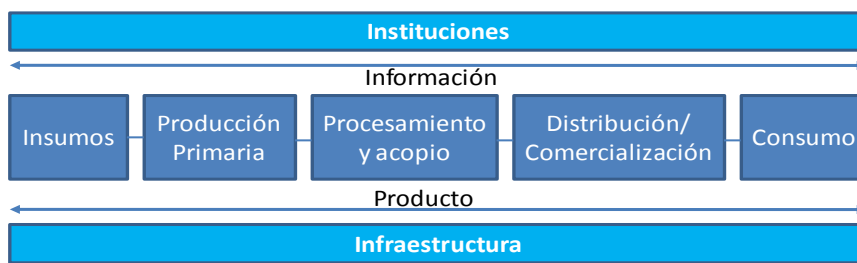 Instituciones
Información
Insumos
Producción
Primaria
Procesamiento
y acopio
Distribución/
Comercialización
Consumo
Producto
Infraestructura